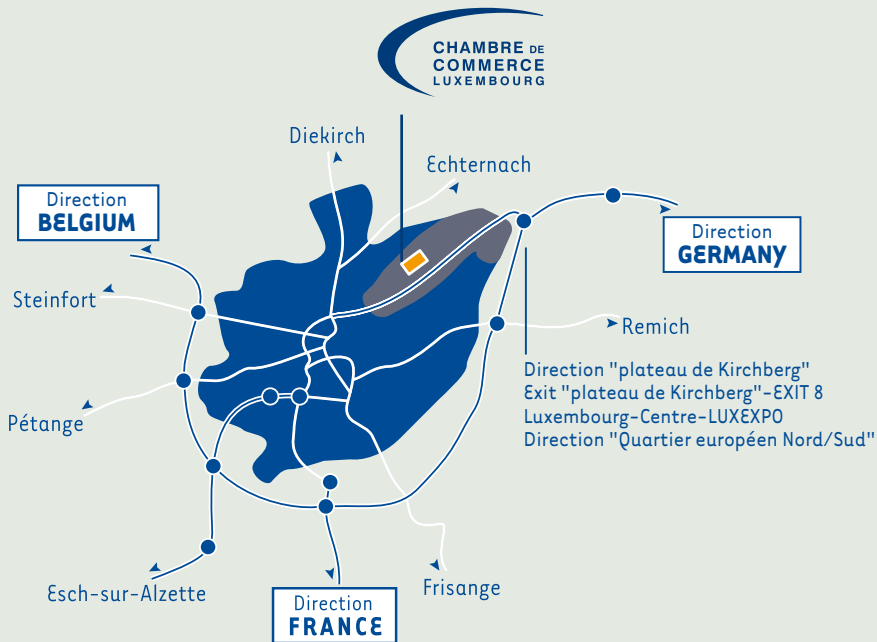 CHAMBRE DE
COMMERCE
LUXEMBOURG
Diekirch
Echternach
Direction
BELGIUM
Direction
GERMANY
Steinfort
Remich
Direction "plateau de Kirchberg"
Exit "plateau de Kirchberg"-EXIT 8
Luxembourg-Centre-LUXEXPO
Direction "Quartier européen Nord/Sud"
Pétange
Esch-sur-Alzette
Frisange
Direction
FRANCE